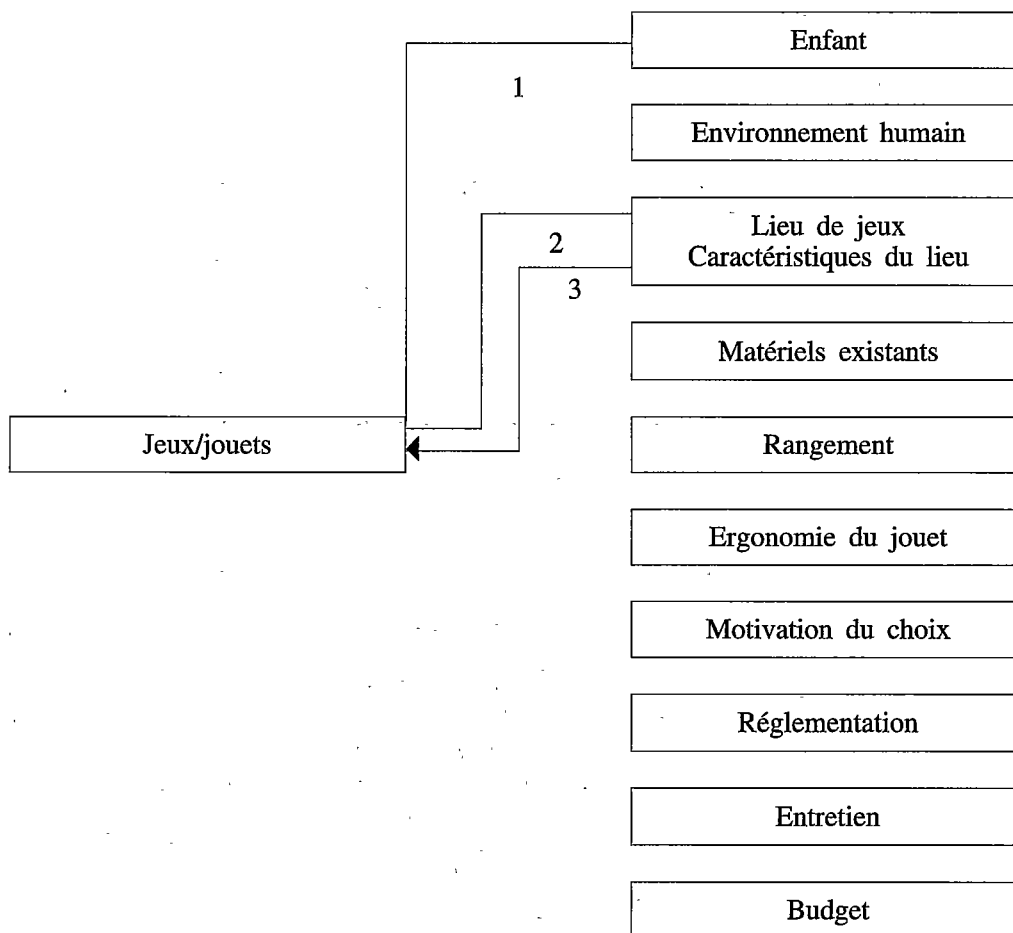 Enfant
1
Environnement humain
Lieu de jeux
2
Caractéristiques du lieu
3
Matériels existants
Jeux/jouets
Rangement
Ergonomie du jouet
Motivation du choix
Réglementation
Entretien
Budget